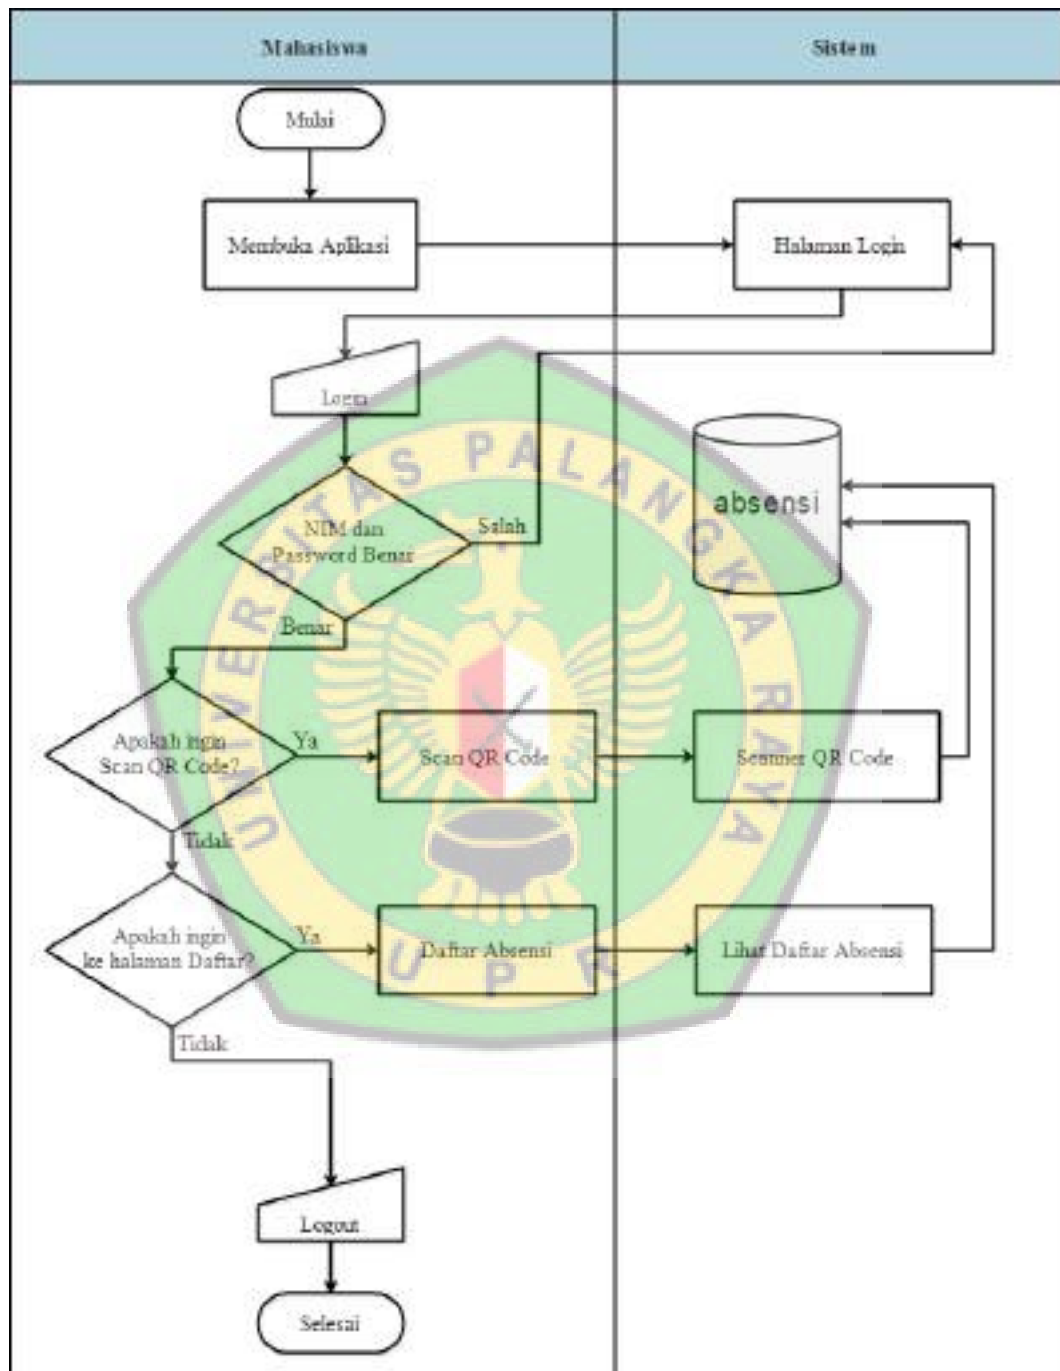 Mahasiswa
Sistem
Mulai
Membuka Aplikasi
Halaman Login
Login
absensi
NIM dan
Password Benar
Salah
Benar
Apakah ingin
Scan QR Code?
Ya
Scan QR Code
Scanner QR Code
Tidak
Apakah ingin
ke halaman Daftar?
Ya
Daftar Absensi
Lihat Daftar Absensi
Tidak
Logout
Selesai
UNIVERSITAS PALANGKA RAYA
UPR